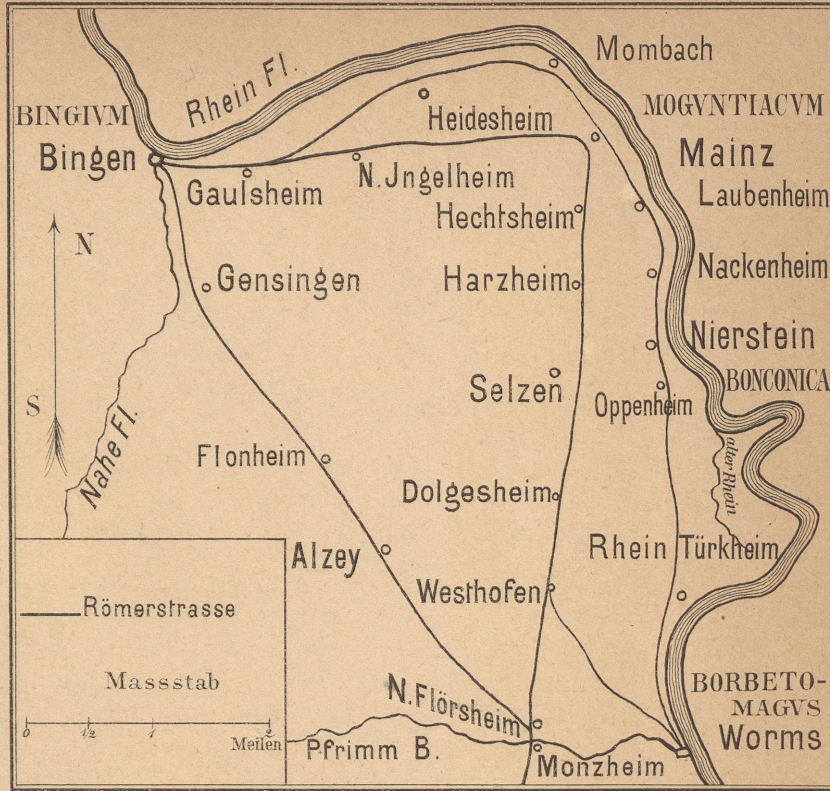 Rhein Fl.
Mombach
BINGIVM
MOGVNTIACVM
Heidesheim
Bingen
Mainz
Gaulsheim
N. Jngelheim
Laubenheim
Hechtsheim
N
Gensingen
Harzheim
Nackenheim
Nierstein
Selzen
BONCONICA
S
Oppenheim
Nahe Fl.
Flonheim
alter Rhein
Dolgesheim
Alzey
Rhein Türkheim
Westhofen
Römerstrasse
Massstab
0 1/2 1 2
Meilen
N. Flörsheim
BORBETO-
MAGVS
Pfrimm B.
Worms
Monzheim